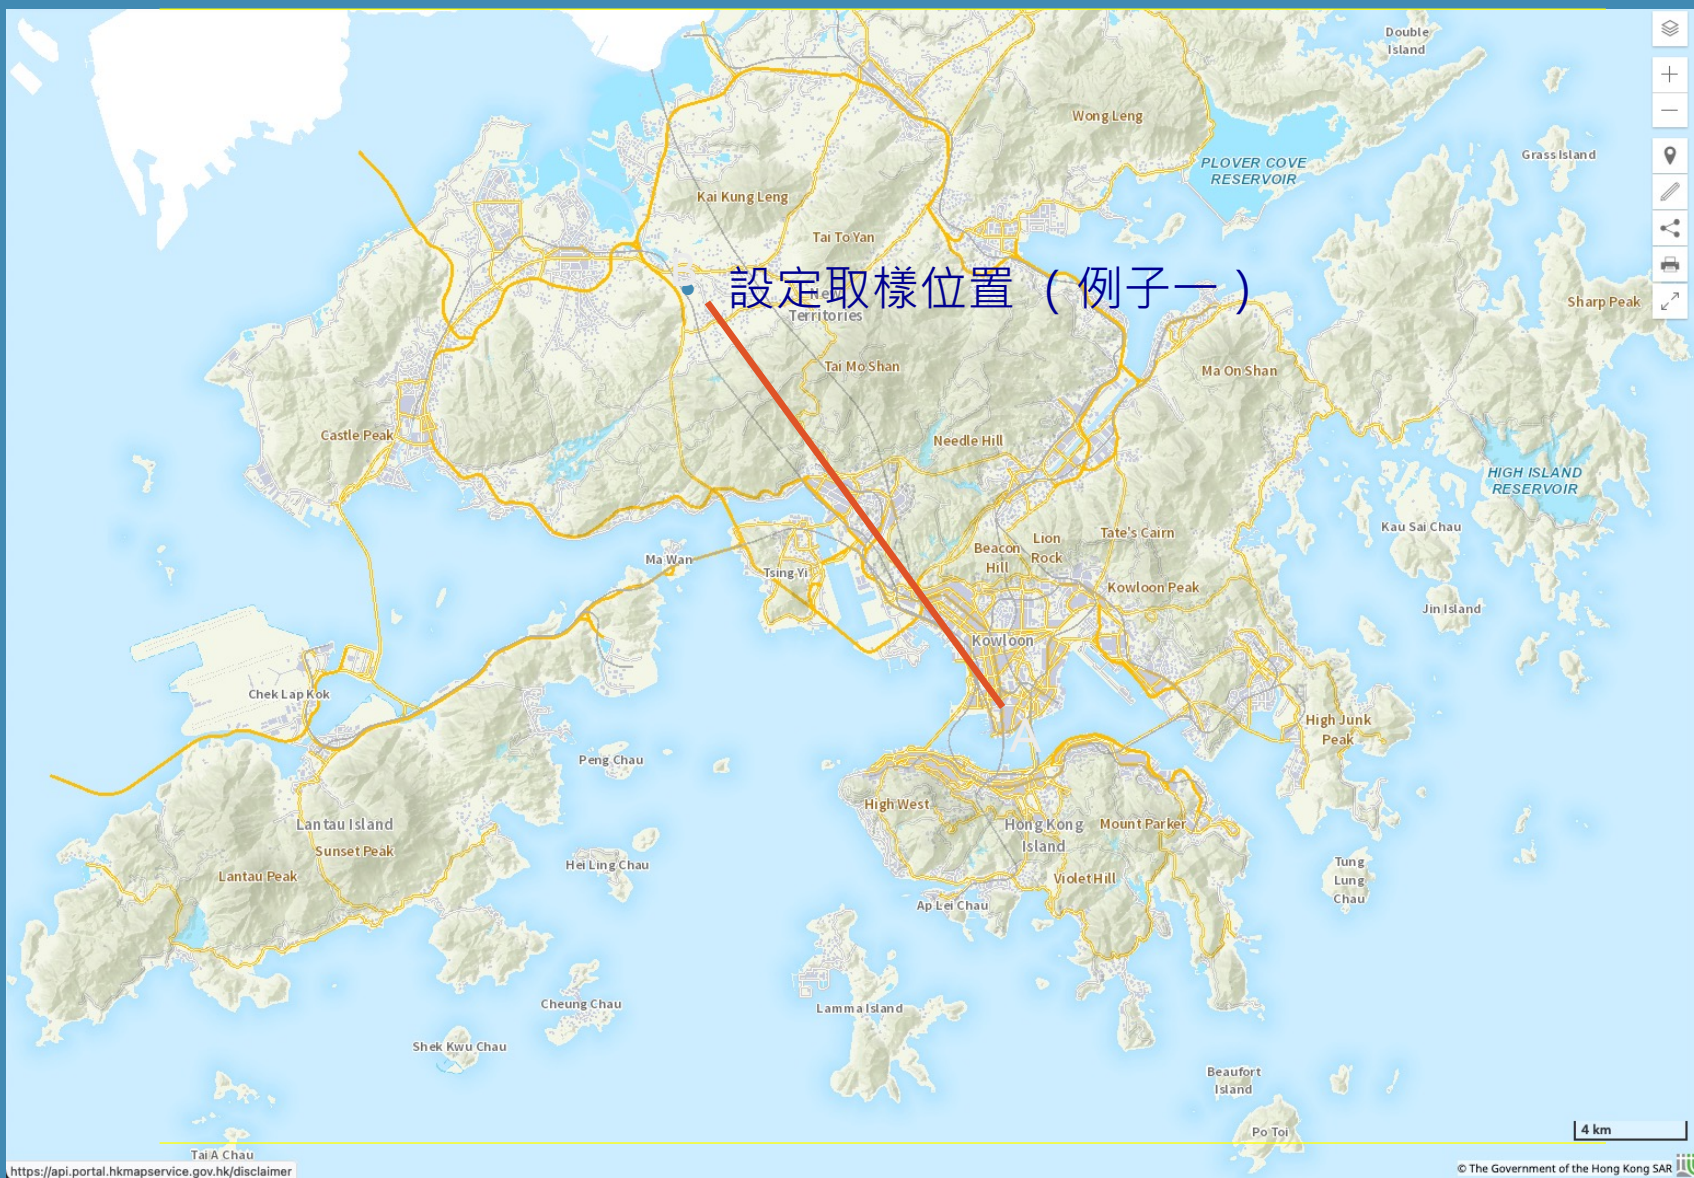 Double
Island
Wong Leng
Grass Island
PLOVER COVE
RESERVOIR
Kai Kung Leng
Tai To Yan
設定取樣位置 （例子一）
New
Territories
Sharp Peak
Tai Mo Shan
Ma On Shan
Castle Peak
Needle Hill
HIGH ISLAND
RESERVOIR
Kau Sai Chau
Tate's Cairn
Lion
Rock
Beacon
Hill
Ma Wan
Tsing Yi
Kowloon Peak
Jin Island
Kowloon
Chek Lap Kok
High Junk
Peak
A
Peng Chau
High West
Hong Kong
Island
Mount Parker
Lantau Island
Sunset Peak
Hei Ling Chau
Lantau Peak
Violet Hill
Tung
Lung
Chau
Ap Lei Chau
Cheung Chau
Lamma Island
Shek Kwu Chau
Beaufort
Island
Po Toi
4 km
Tai A Chau
https://api.portal.hkmapservice.gov.hk/disclaimer
© The Government of the Hong Kong SAR